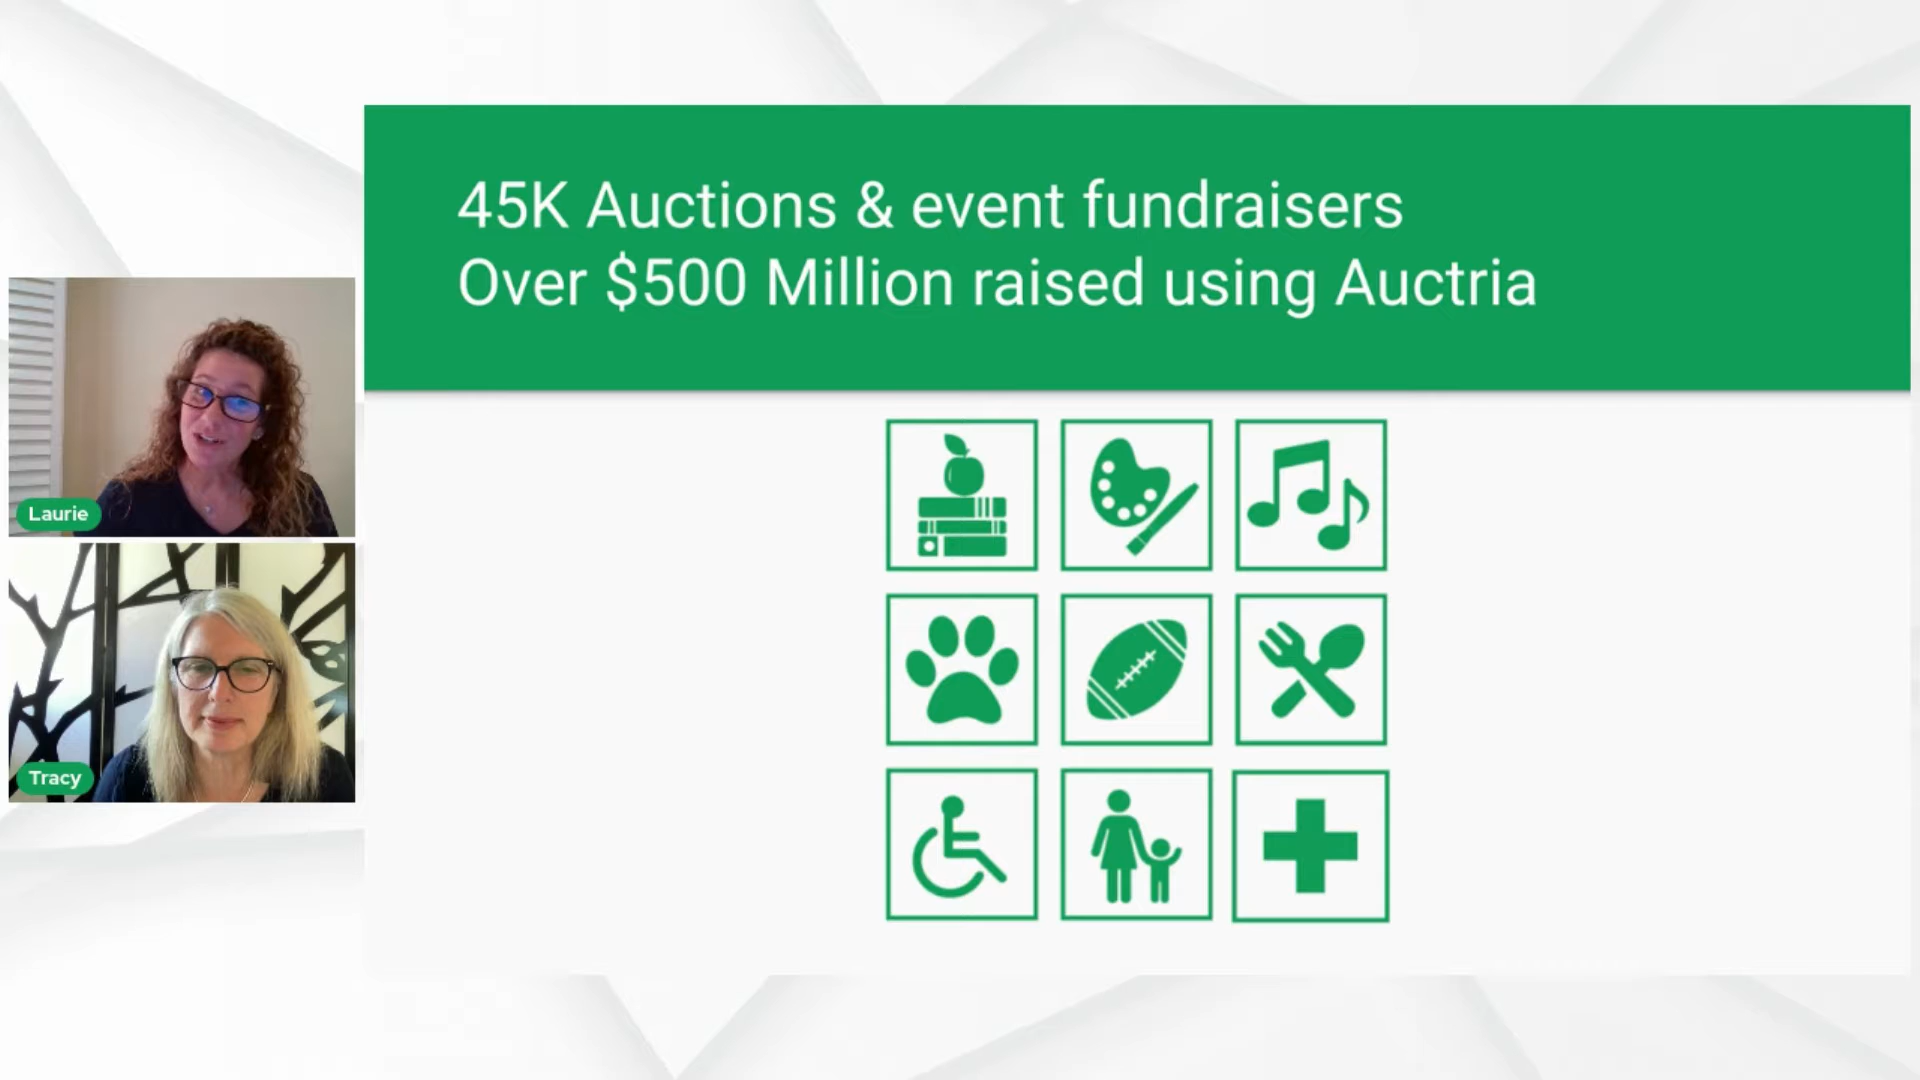 45K Auctions & event fundraisers
Over $500 Million raised using Auctria
Laurie
Tracy